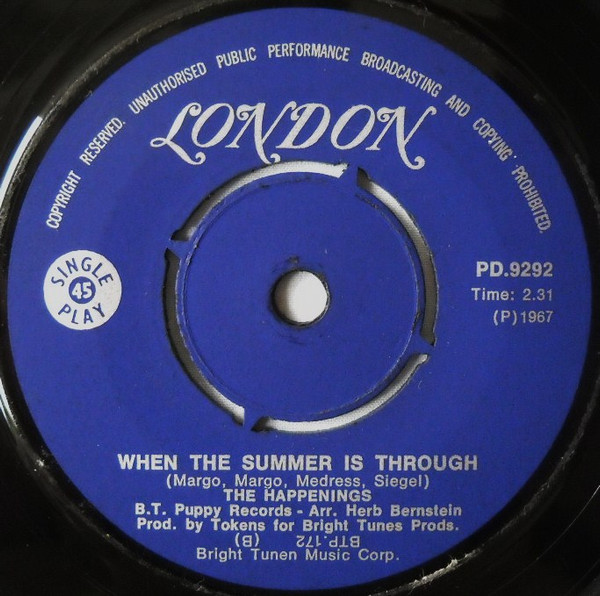 COPYRIGHT RESERVED. UNAUTHORISED PUBLIC PERFORMANCE BROADCASTING AND COPYING PROHIBITED.
LONDON
SINGLE
45
PLAY
PD.9292
Time: 2.31
(P)1967
WHEN THE SUMMER IS THROUGH
(Margo, Margo, Medress, Siegel)
THE HAPPENINGS
B.T. Puppy Records - Arr. Herb Bernstein
Prod. by Tokens for Bright Tunes Prods.
BTP.172 (B)
Bright Tunen Music Corp.